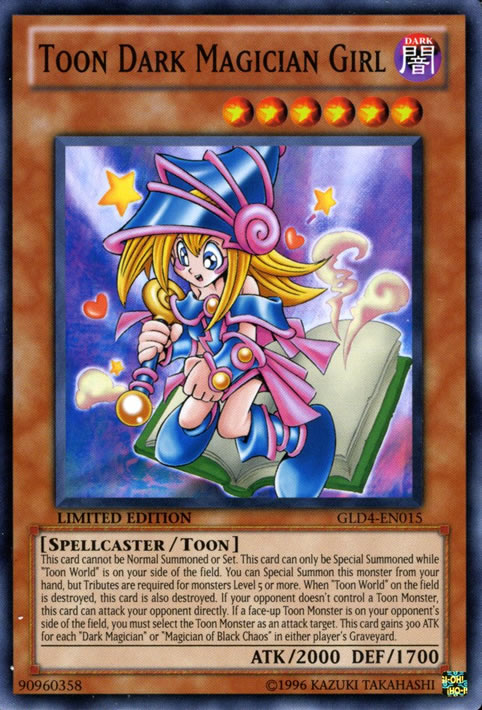 TOON DARK MAGICIAN GIRL
DARK
闇
LIMITED EDITION
GLD4-EN015
[SPELLCASTER / TOON]
This card cannot be Normal Summoned or Set. This card can only be Special Summoned while
"Toon World" is on your side of the field. You can Special Summon this monster from your
hand, but Tributes are required for monsters Level 5 or more. When "Toon World" on the field
is destroyed, this card is also destroyed. If your opponent doesn't control a Toon Monster,
this card can attack your opponent directly. If a face-up Toon Monster is on your opponent's
side of the field, you must select the Toon Monster as an attack target. This card gains 300 ATK
for each "Dark Magician" or "Magician of Black Chaos" in either player's Graveyard.
ATK/2000 DEF/1700
90960358
©1996 KAZUKI TAKAHASHI